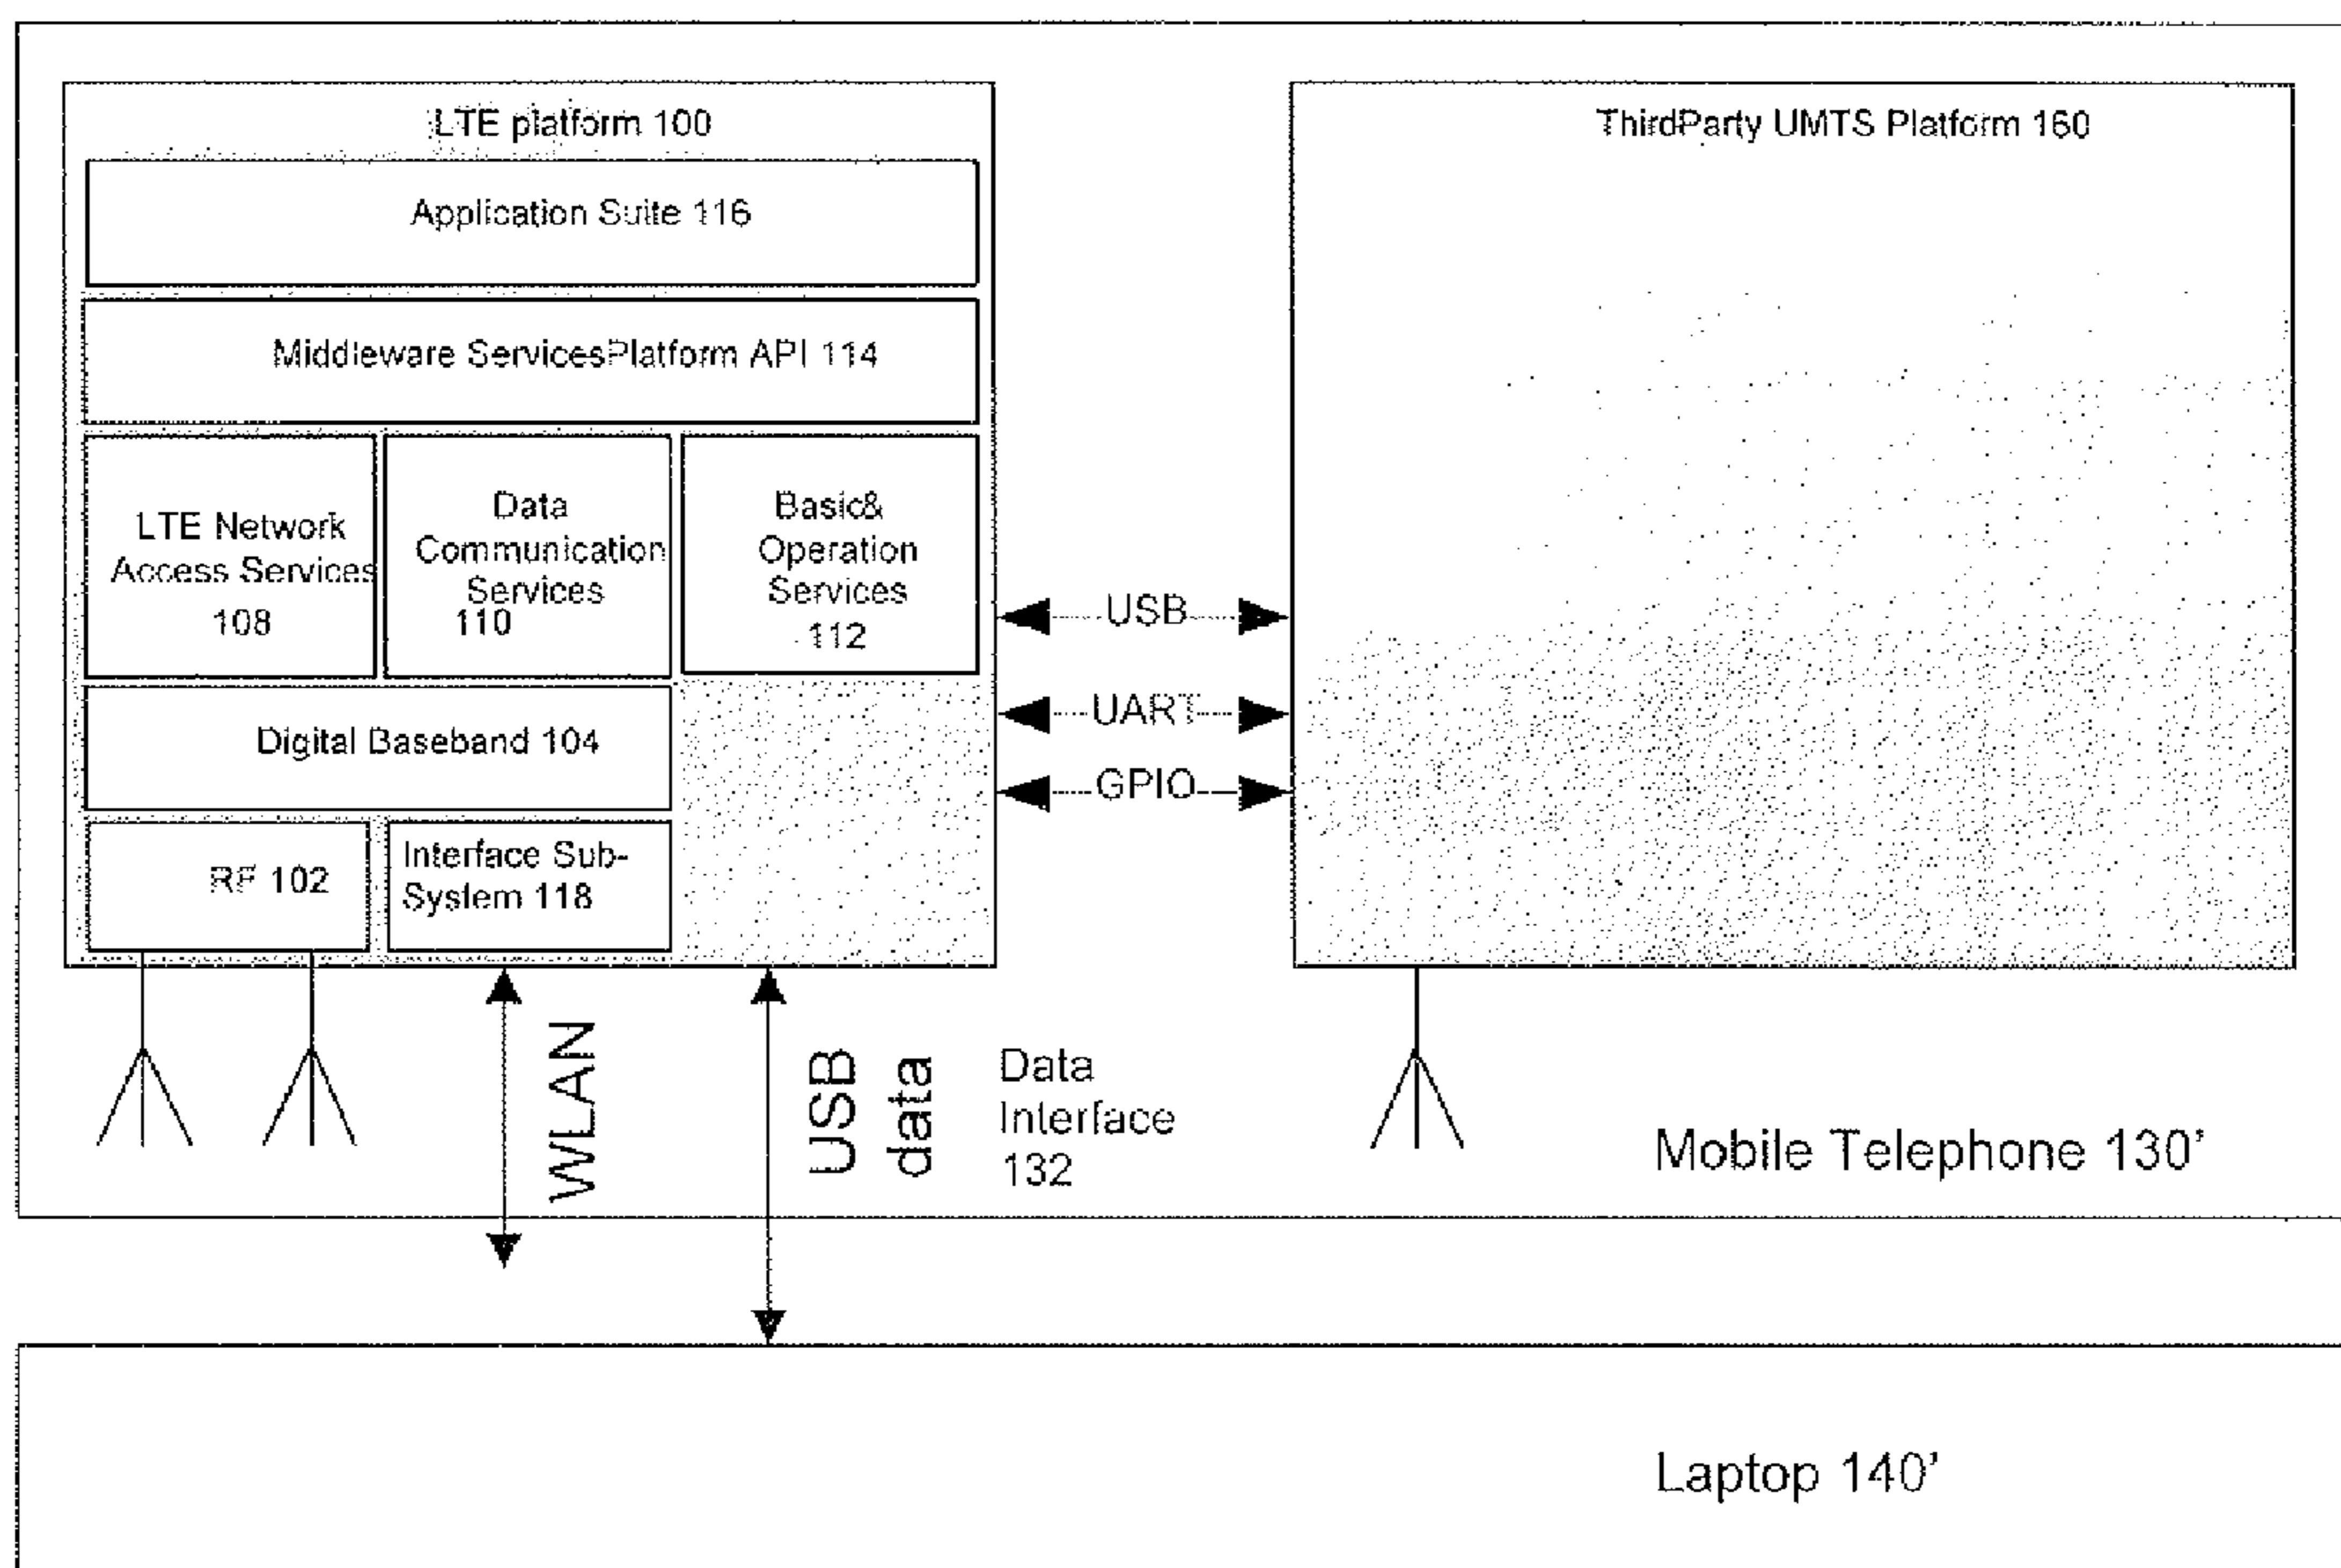 LTE platform 100
Application Suite 116
Middleware ServicesPlatform API 114
LTE Network
Access Services
108
Data
Communication
Services
110
Basic&
Operation
Services
112
Digital Baseband 104
RF 102
Interface Sub-
System 118
USB
UART
GPIO
ThirdParty UMTS Platform 160
WLAN
USB
data
Data
Interface
132
Mobile Telephone 130'
Laptop 140'